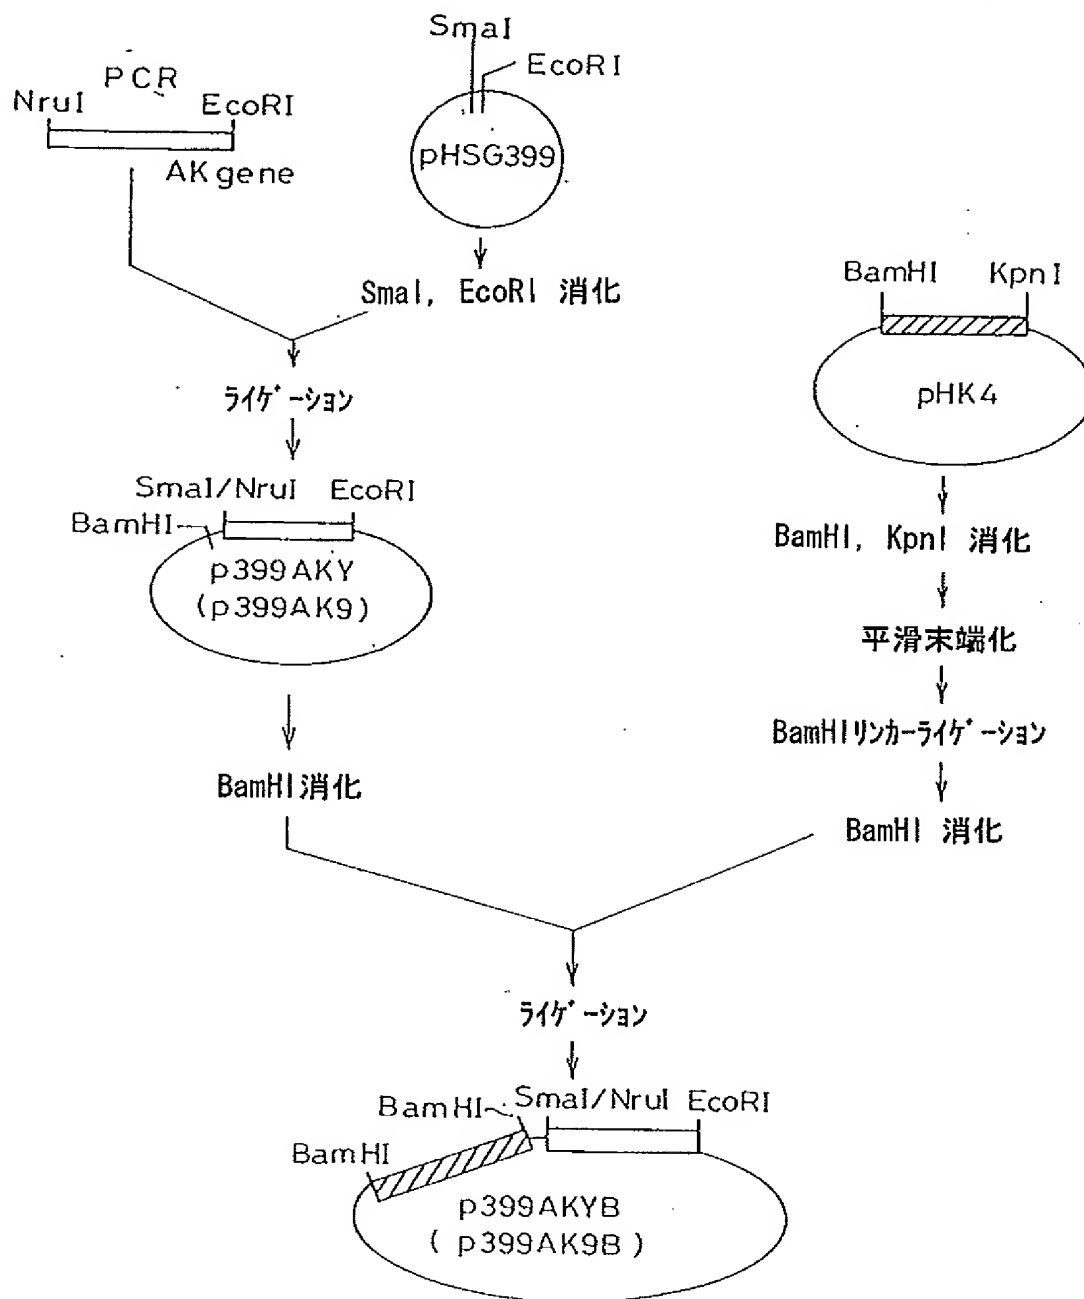 PCR
NruI
EcoRI
AK gene
SmaI
EcoRI
pHSG399
SmaI, EcoRI 消化
ライゲーション
SmaI/NruI
EcoRI
BamHI
p399AKY
(p399AK9)
BamHI消化
BamHI
KpnI
pHK4
BamHI, KpnI 消化
平滑末端化
BamHIリンカーライゲーション
BamHI 消化
ライゲーション
BamHI
SmaI/NruI
EcoRI
BamHI
p399AKYB
(p399AK9B)